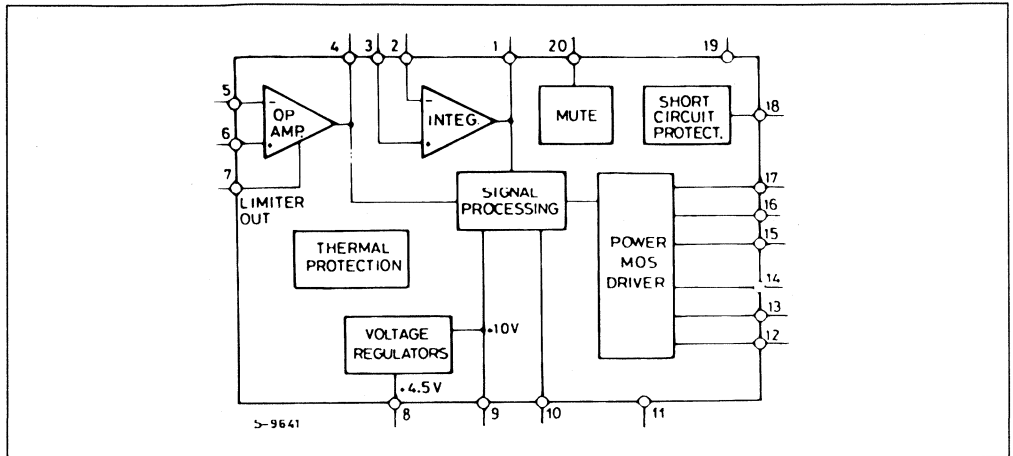 4 3 2 1 20 19
5
OP
AMP.
INTEG.
MUTE
SHORT
CIRCUIT
PROTECT.
18
6
7
LIMITER
OUT
SIGNAL
PROCESSING
17
16
15
14
13
12
THERMAL
PROTECTION
POWER
MOS
DRIVER
VOLTAGE
REGULATORS
+10V
+4.5V
8 9 10 11
S-9641